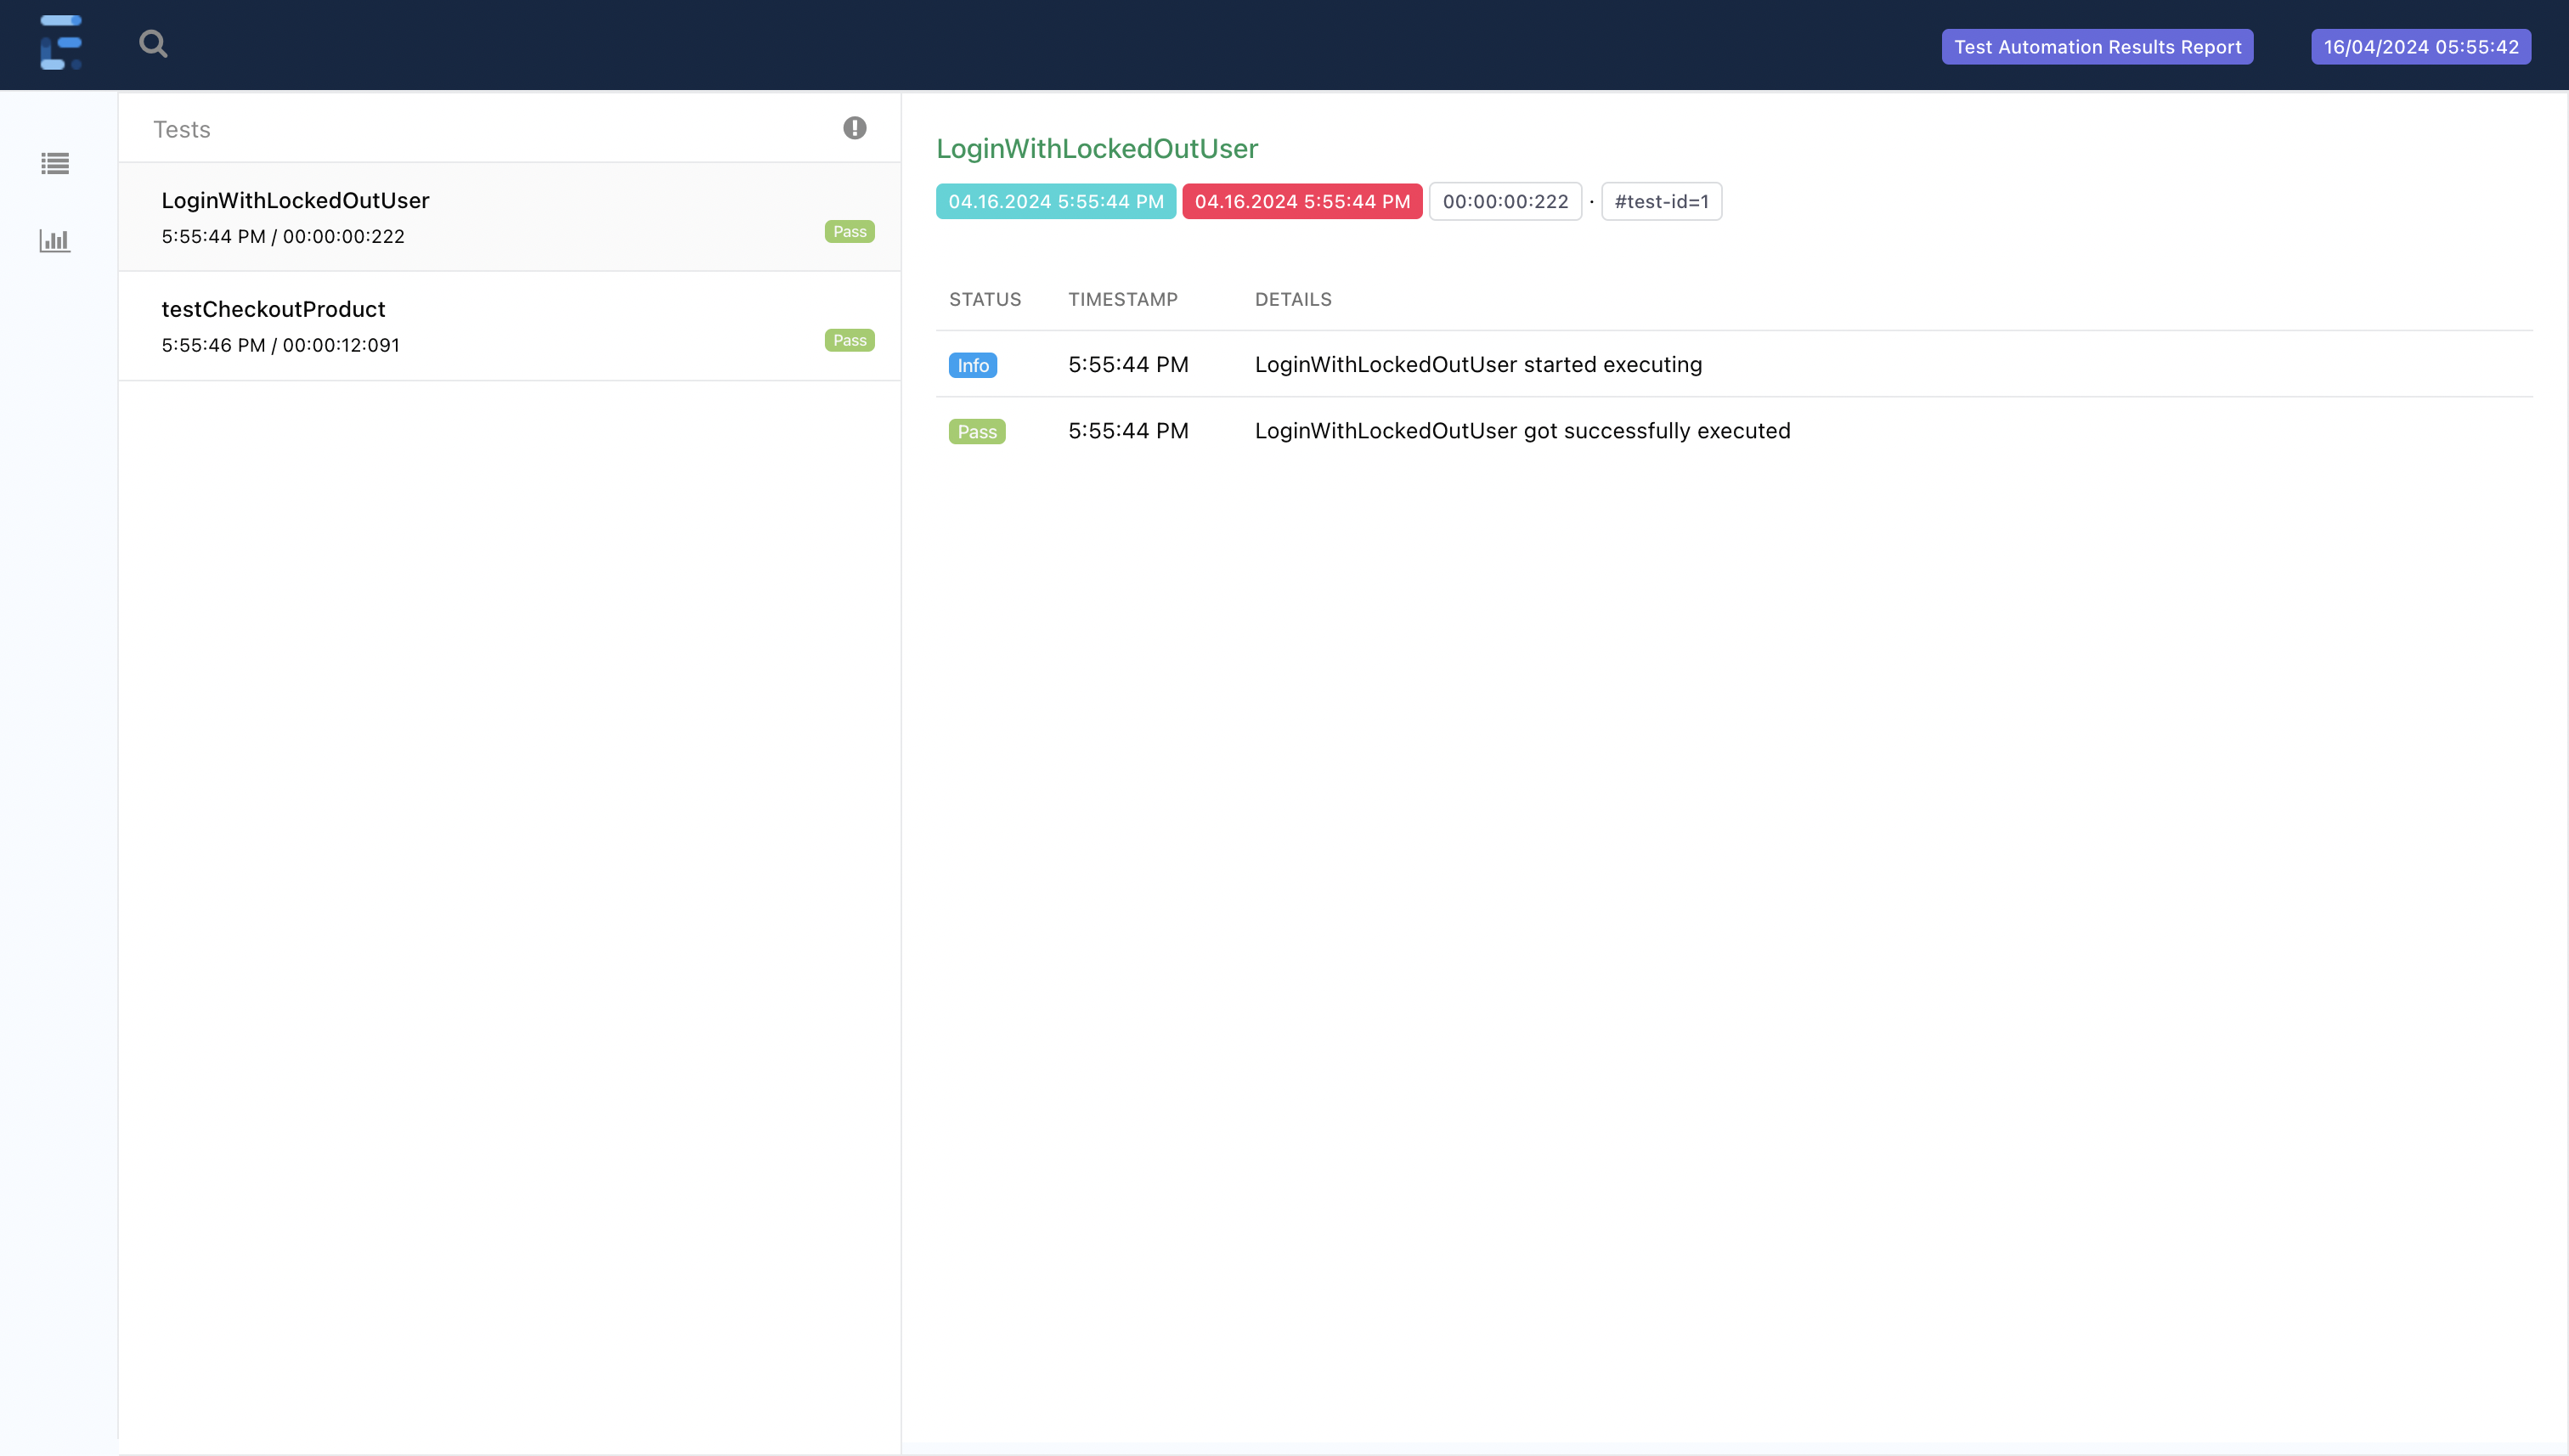 Test Automation Results Report 16/04/2024 05:55:42
Tests
LoginWithLockedOutUser
5:55:44 PM / 00:00:00:222 Pass
testCheckoutProduct
5:55:46 PM / 00:00:12:091 Pass
LoginWithLockedOutUser
04.16.2024 5:55:44 PM 04.16.2024 5:55:44 PM 00:00:00:222 · #test-id=1
STATUS TIMESTAMP DETAILS
Info 5:55:44 PM LoginWithLockedOutUser started executing
Pass 5:55:44 PM LoginWithLockedOutUser got successfully executed